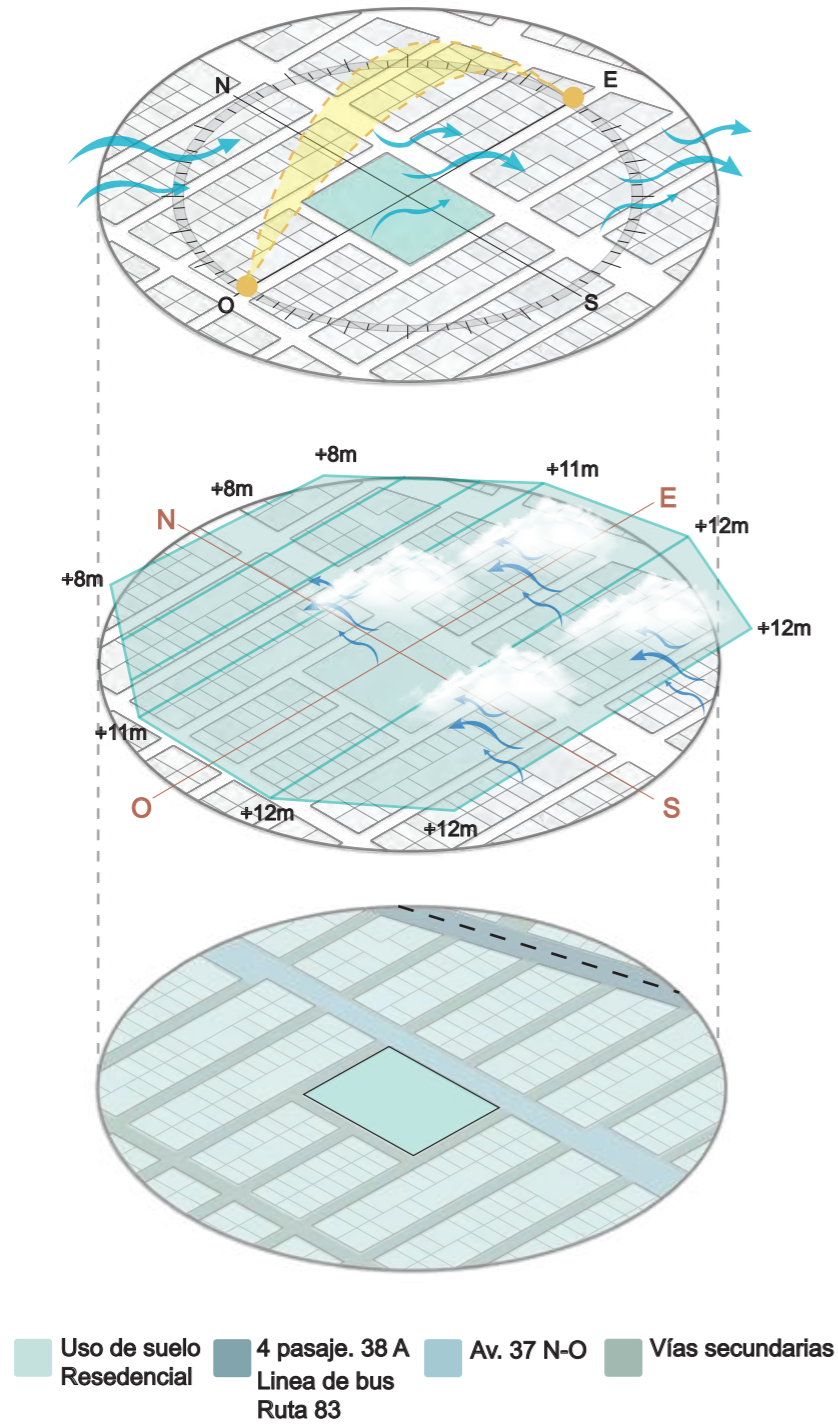 N
E
O
S
+8m
+8m
+11m
N
E
+12m
+8m
+12m
+11m
O
+12m
S
+12m
Uso de suelo
Resedencial
4 pasaje. 38 A
Linea de bus
Ruta 83
Av. 37 N-O
Vías secundarias